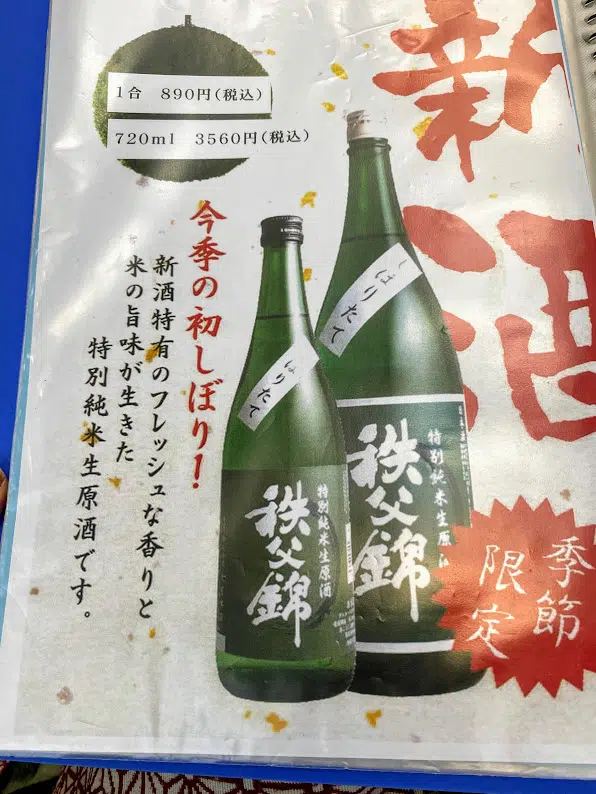 新酒
1合 890円(税込)
720ml 3560円(税込)
今季の初しぼり!
新酒特有のフレッシュな香りと
米の旨味が生きた
特別純米生原酒です。
しぼりたて
特別純米生原酒
秩父錦
しぼりたて
特別純米生原酒
秩父錦
季節
限定